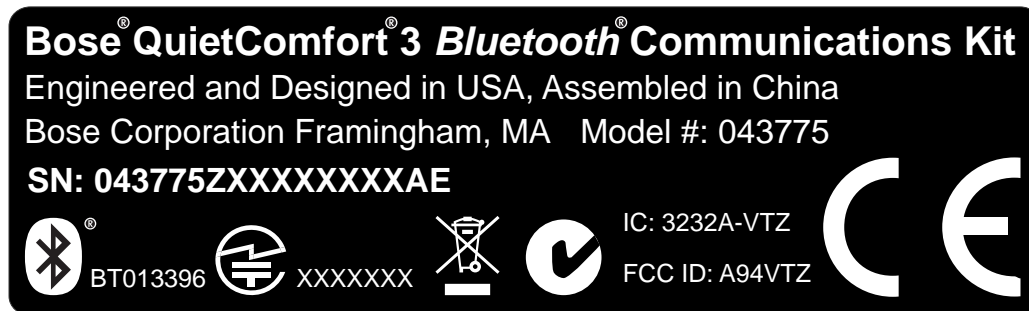 Bose® QuietComfort® 3 Bluetooth® Communications Kit
Engineered and Designed in USA, Assembled in China
Bose Corporation Framingham, MA Model #: 043775
SN: 043775ZXXXXXXXXAE
® BT013396 XXXXXXX
IC: 3232A-VTZ
FCC ID: A94VTZ
CE